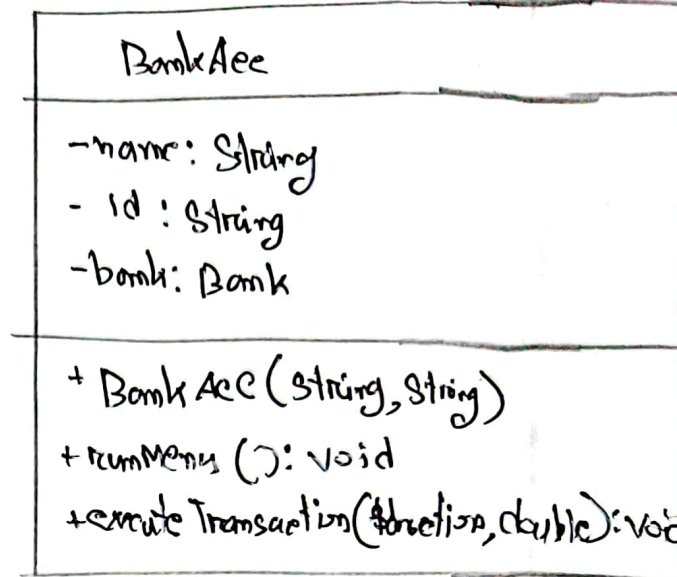 BankAcc
- name: String
- id : String
- bank: Bank
+ BankAcc (String, String)
+ runMenu (): void
+ executeTransaction( , double): voi